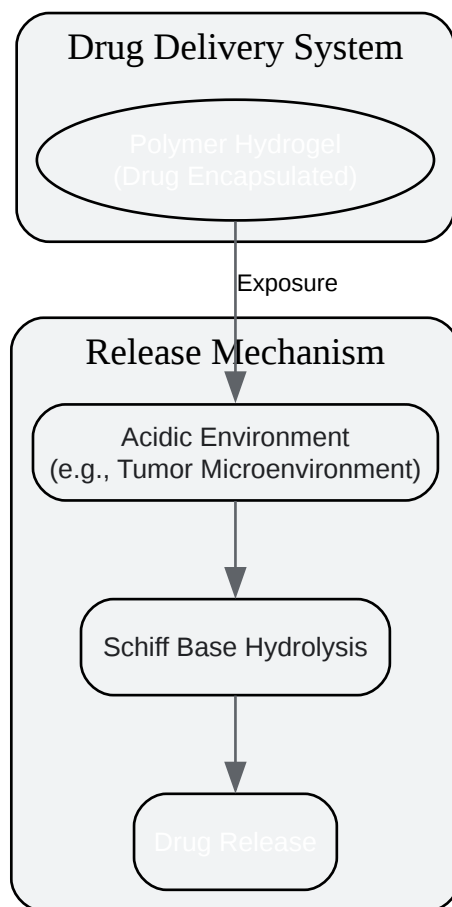 Drug Delivery System
Polymer Hydrogel
(Drug Encapsulated)
Exposure
Release Mechanism
Acidic Environment
(e.g., Tumor Microenvironment)
Schiff Base Hydrolysis
Drug Release